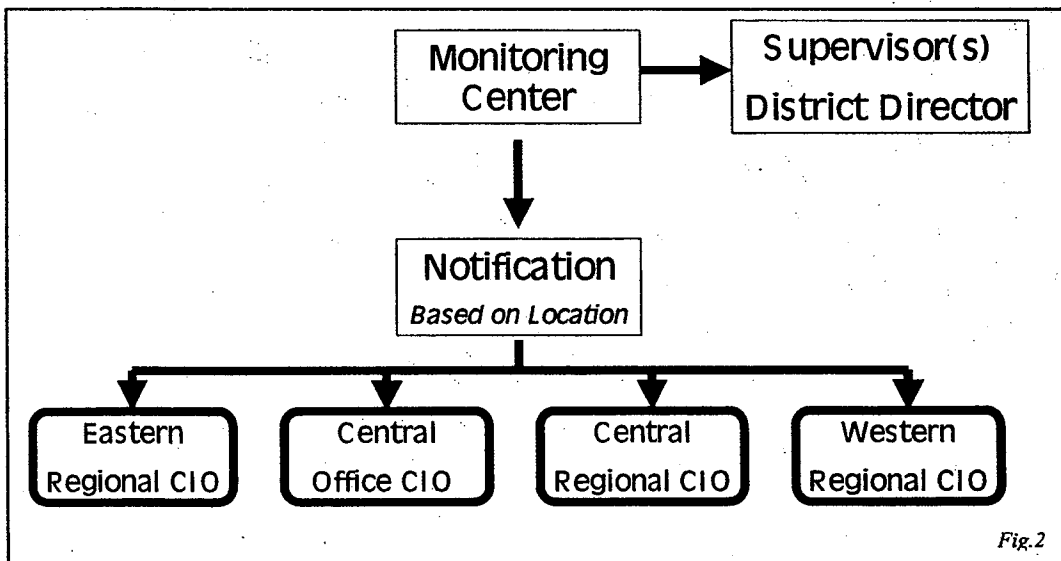 Monitoring
Center
Supervisor(s)
District Director
Notification
Based on Location
Eastern
Regional CIO
Central
Office CIO
Central
Regional CIO
Western
Regional CIO
Fig.2